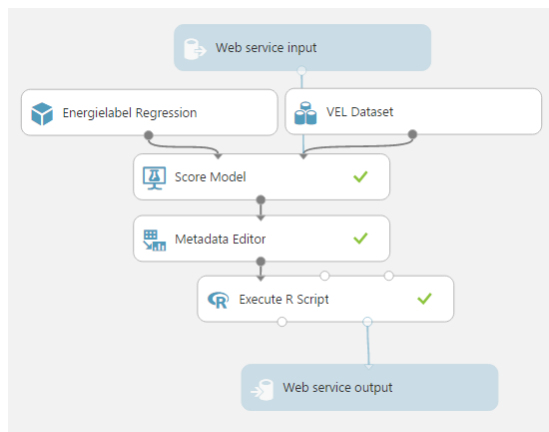 Web service input
Energielabel Regression
VEL Dataset
Score Model
Metadata Editor
R Execute R Script
Web service output